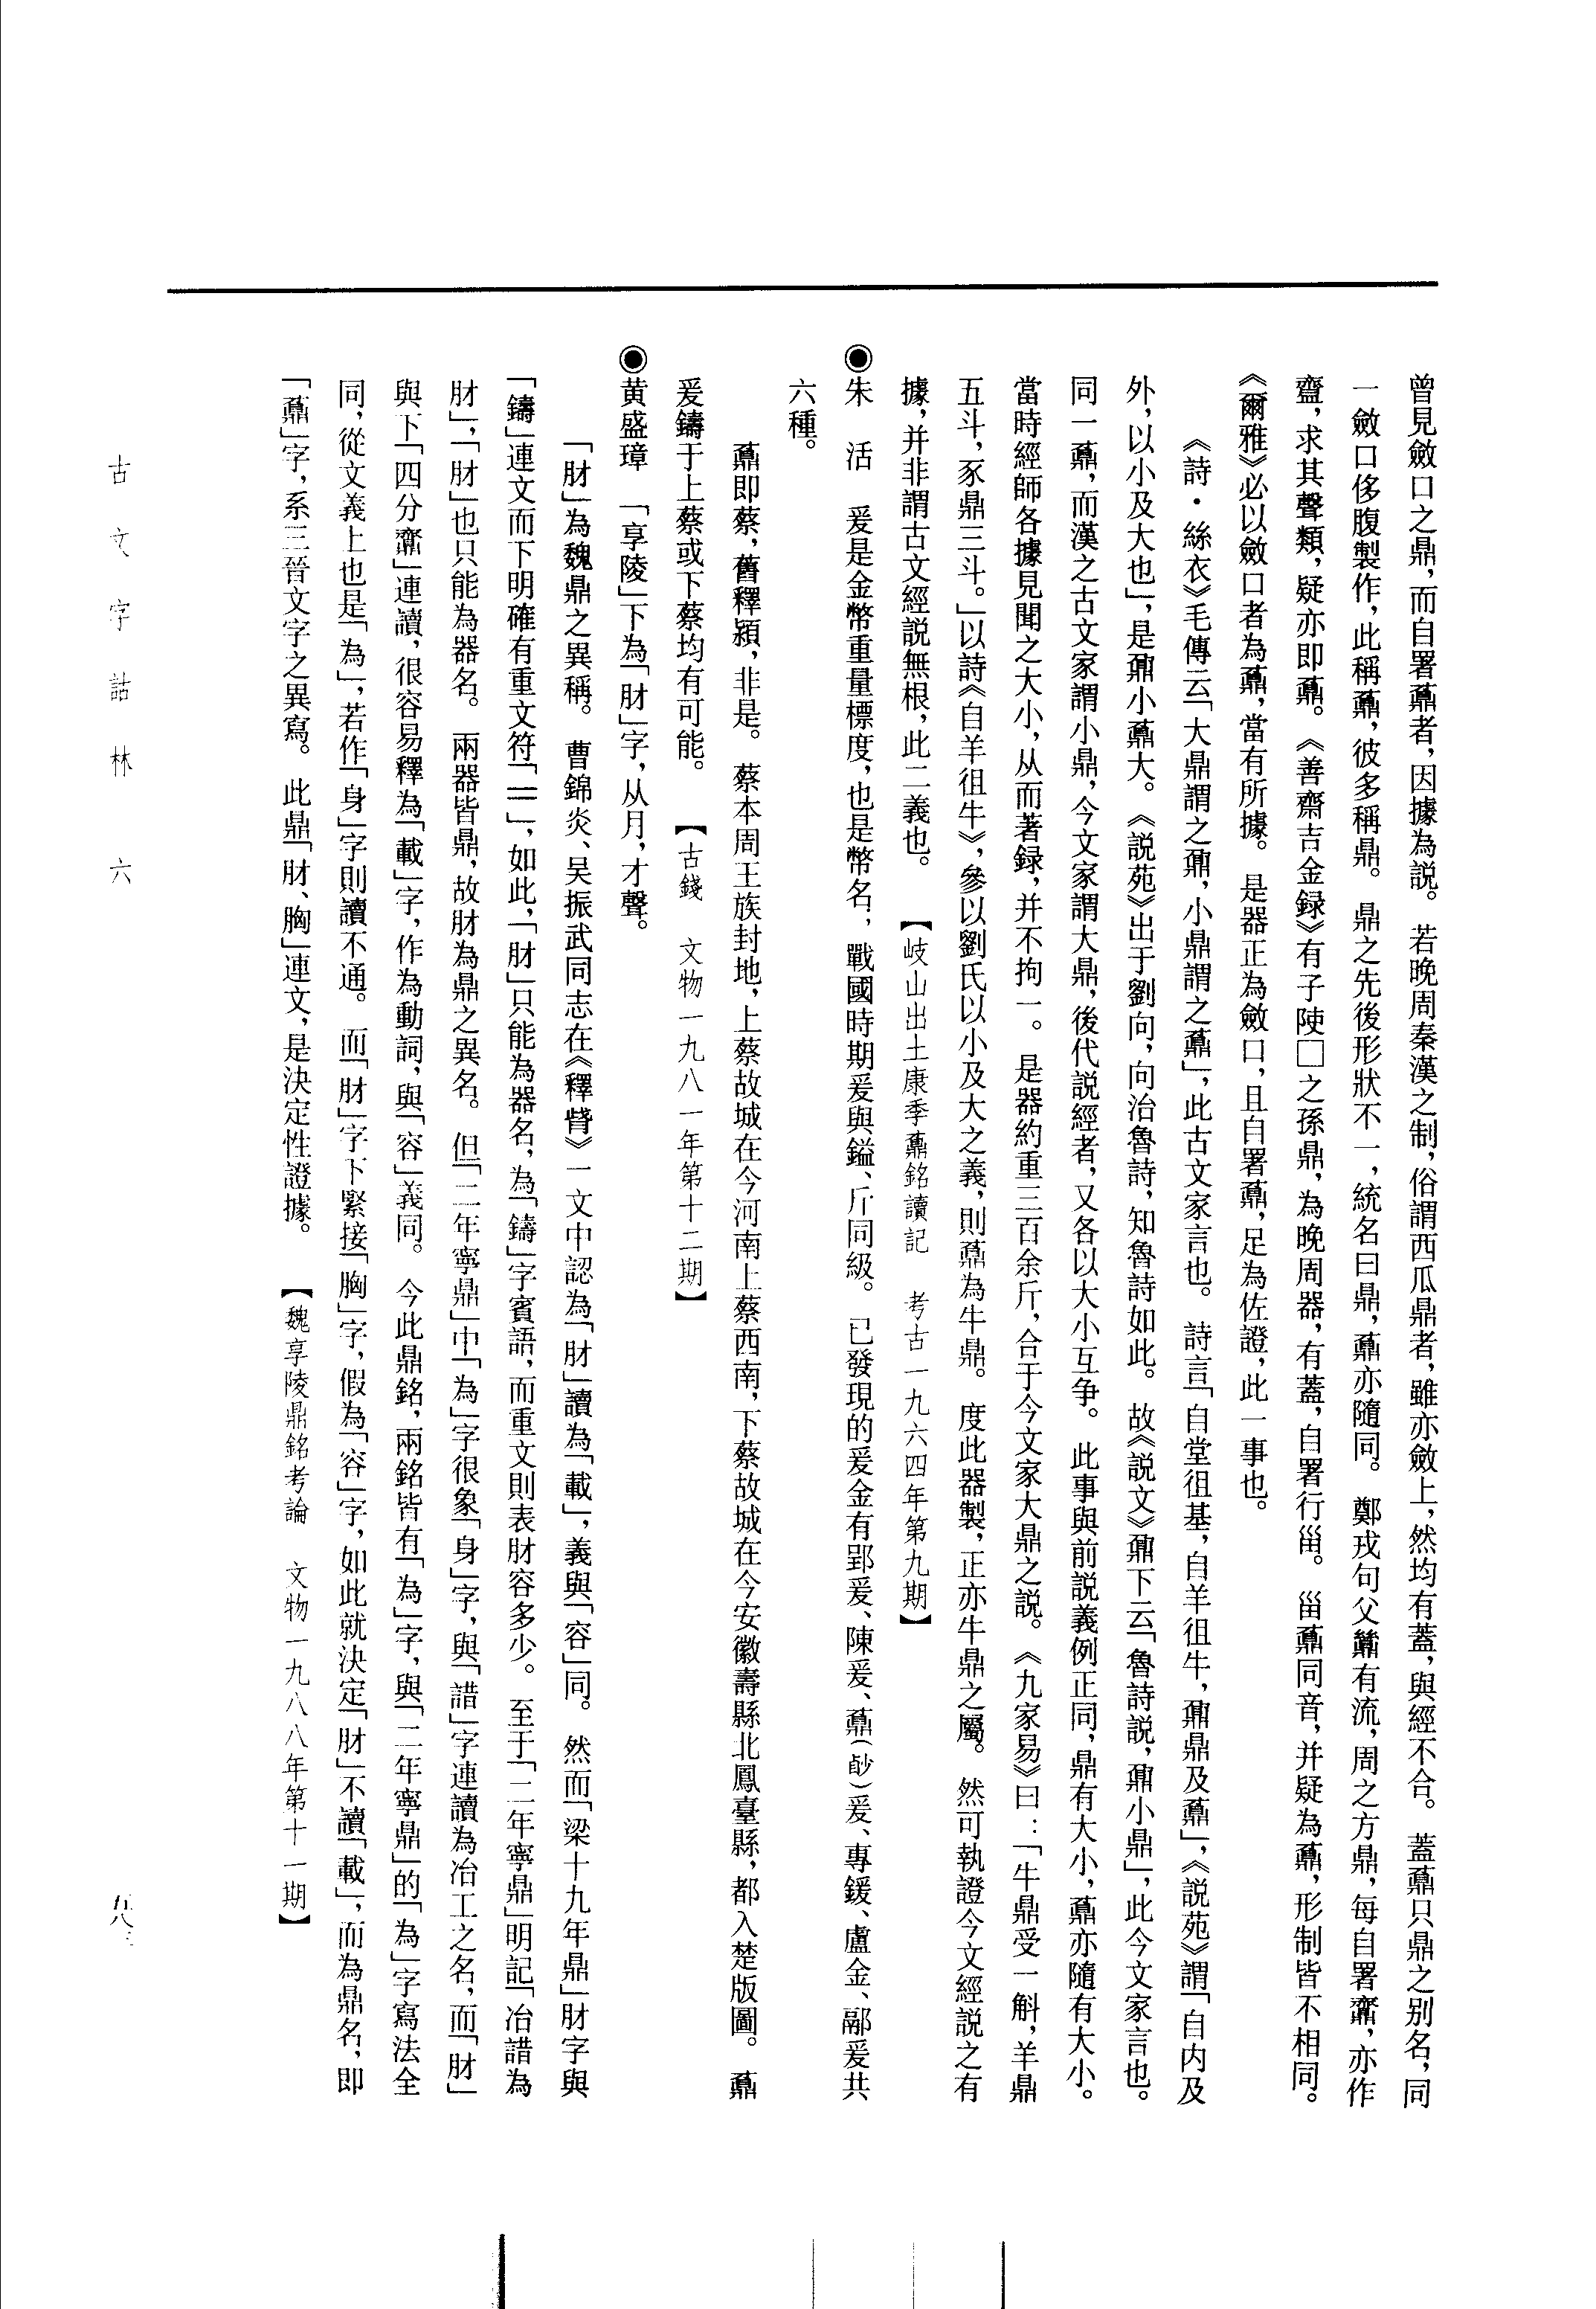 曾見斂口之鼎，而自署鼒者，因據為説。若晚周秦漢之制，俗謂西瓜鼎者，雖亦斂上，然均有蓋，與經不合。蓋鼒只鼎之别名，同
一斂口侈腹製作，此稱鼒，彼多稱鼎。鼎之先後形狀不一，統名曰鼎，鼒亦隨同。鄭戎句父鼒有流，周之方鼎，每自署齋，亦作
齍，求其聲類，疑亦即鼒。《善齋吉金録》有子陝□之孫鼎，為晚周器，有蓋，自署行甾。甾鼒同音，并疑為鼒，形制皆不相同。
《爾雅》必以斂口者為鼒，當有所據。是器正為斂口，且自署鼒，足為佐證，此一事也。
《詩·絲衣》毛傳云「大鼎謂之鼐，小鼎謂之鼒」，此古文家言也。詩言「自堂徂基，自羊徂牛，鼐鼎及鼒」，《説苑》謂「自内及
外，以小及大也」，是鼐小鼒大。《説苑》出于劉向，向治魯詩，知魯詩如此。故《説文》鼐下云「魯詩説，鼐小鼎」，此今文家言也。
同一鼒，而漢之古文家謂小鼎，今文家謂大鼎，後代説經者，又各以大小互争。此事與前説義例正同，鼎有大小，鼒亦隨有大小。
當時經師各據見聞之大小，从而著録，并不拘一。是器約重三百余斤，合于今文家大鼎之説。《九家易》曰：「牛鼎受一斛，羊鼎
五斗，豕鼎三斗。」以詩《自羊徂牛》，參以劉氏以小及大之義，則鼒為牛鼎。度此器製，正亦牛鼎之屬。然可執證今文經説之有
據，并非謂古文經説無根，此二義也。【岐山出土康季鼒銘讀記 考古一九六四年第九期】
◉朱 活 爰是金幣重量標度，也是幣名；戰國時期爰與鎰、斤同級。已發現的爰金有郢爰、陳爰、鼒（）爰、專鍰、盧金、鄏爰共
六種。
鼒即蔡，舊釋潁，非是。蔡本周王族封地，上蔡故城在今河南上蔡西南，下蔡故城在今安徽壽縣北鳳臺縣，都入楚版圖。鼒
爰鑄于上蔡或下蔡均有可能。【古錢 文物一九八一年第十二期】
◉黄盛璋 「享陵」下為「財」字，从月，才聲。
「財」為魏鼎之異稱。曹錦炎、吴振武同志在《釋》一文中認為「財」讀為「載」，義與「容」同。然而「梁十九年鼎」財字與
「鑄」連文而下明確有重文符「二」，如此，「財」只能為器名，為「鑄」字賓語，而重文則表財容多少。至于「二年寧鼎」明記「冶諎為
財」，「財」也只能為器名。兩器皆鼎，故財為鼎之異名。但「二年寧鼎」中「為」字很象「身」字，與「諎」字連讀為冶工之名，而「財」
與下「四分齋」連讀，很容易釋為「載」字，作為動詞，與「容」義同。今此鼎銘，兩銘皆有「為」字，與「二年寧鼎」的「為」字寫法全
同，從文義上也是「為」，若作「身」字則讀不通。而「財」字下緊接「胸」字，假為「容」字，如此就決定「財」不讀「載」，而為鼎名，即
「鼒」字，系三晉文字之異寫。此鼎「財、胸」連文，是決定性證據。【魏享陵鼎銘考論 文物一九八八年第十一期】
古文字詁林 六